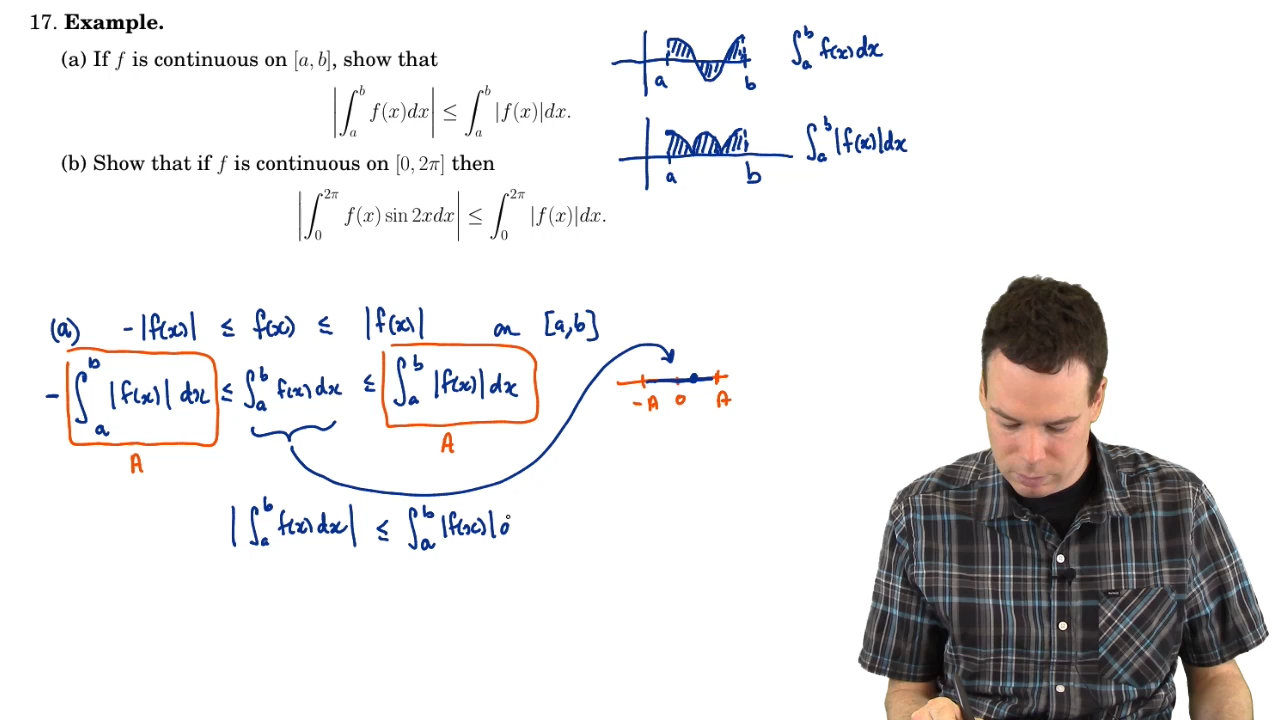 17. Example.
(a) If f is continuous on [a, b], show that
|∫_a^b f(x)dx| ≤ ∫_a^b |f(x)|dx.
(b) Show that if f is continuous on [0, 2π] then
|∫_0^{2π} f(x) sin 2xdx| ≤ ∫_0^{2π} |f(x)|dx.
a b ∫_a^b f(x)dx
a b ∫_a^b |f(x)|dx
(a) -|f(x)| ≤ f(x) ≤ |f(x)| on [a,b]
-∫_a^b |f(x)| dx ≤ ∫_a^b f(x)dx ≤ ∫_a^b |f(x)|dx
A A
-A 0 A
|∫_a^b f(x)dx| ≤ ∫_a^b |f(x)|